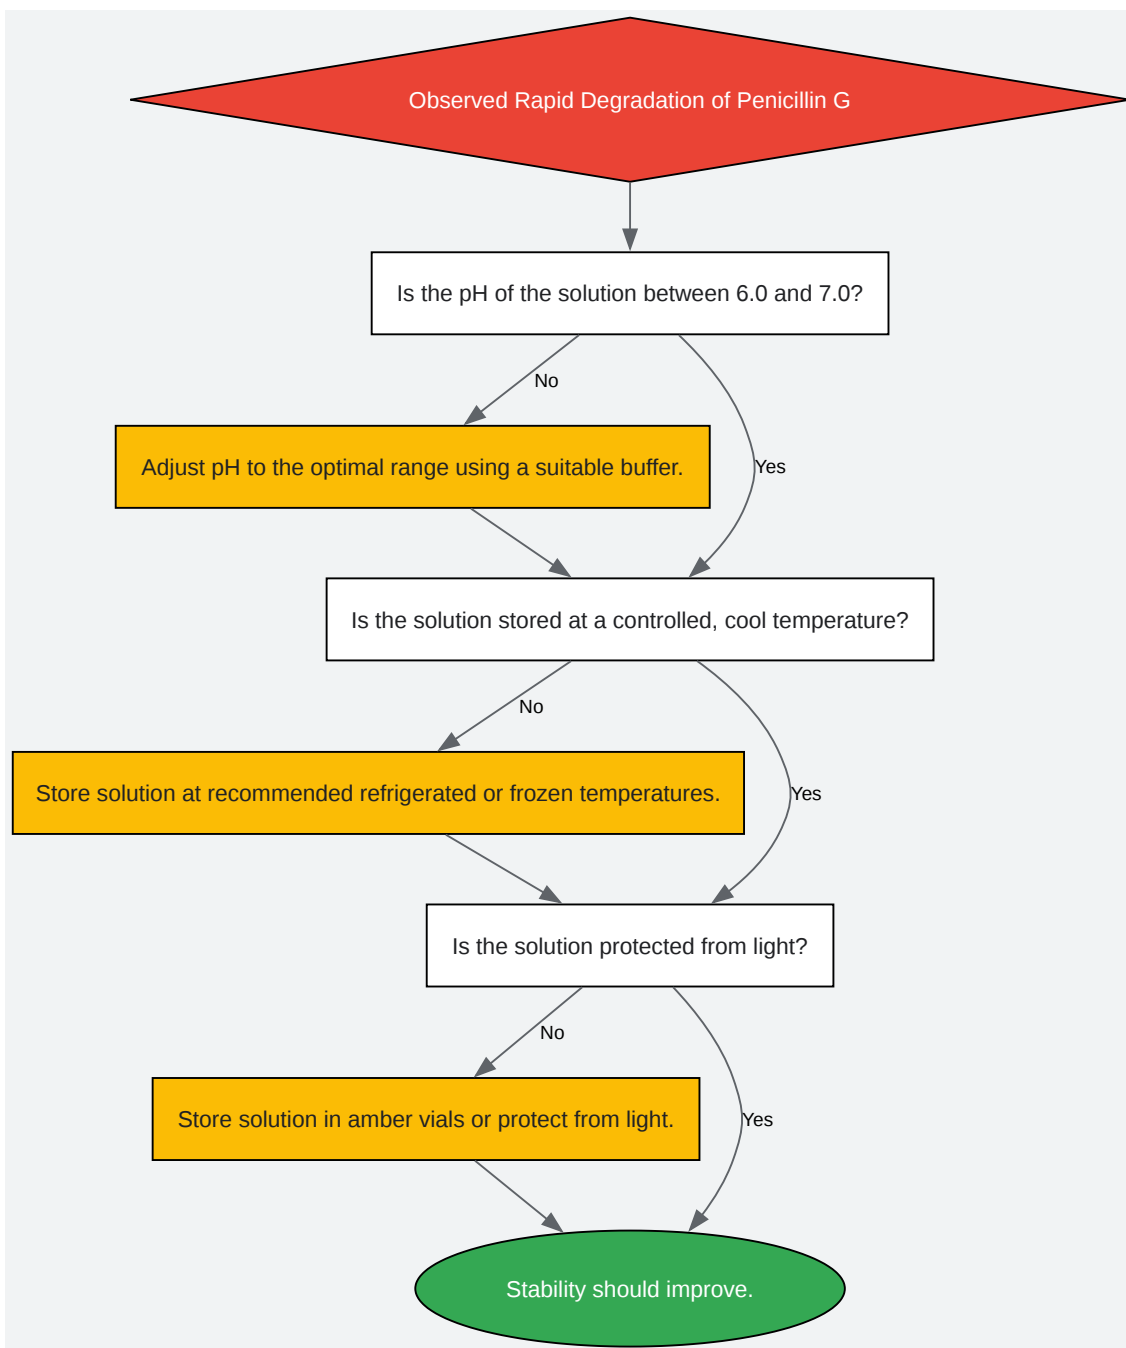 Observed Rapid Degradation of Penicillin G
Is the pH of the solution between 6.0 and 7.0?
No
Adjust pH to the optimal range using a suitable buffer.
Yes
Is the solution stored at a controlled, cool temperature?
No
Store solution at recommended refrigerated or frozen temperatures.
Yes
Is the solution protected from light?
No
Store solution in amber vials or protect from light.
Yes
Stability should improve.